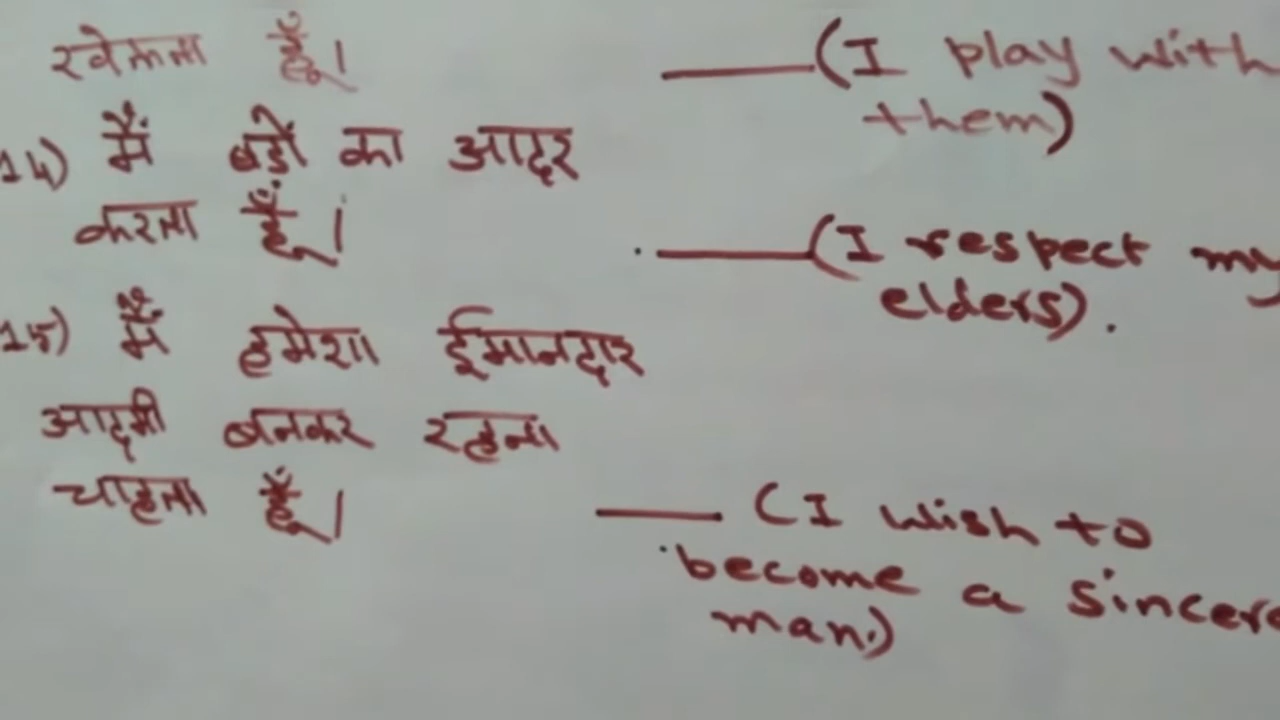 खेलता हूँ। ——(I play with
them)
14) मैं बड़ों का आदर
करता हूँ। ——(I respect my
elders).
15) मैं हमेशा ईमानदार
आदमी बनकर रहना
चाहता हूँ। —— (I wish to
become a sincere
man.)